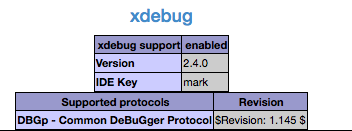 xdebug
xdebug support enabled
Version 2.4.0
IDE Key mark
Supported protocols Revision
DBGp - Common DeBuGger Protocol $Revision: 1.145 $